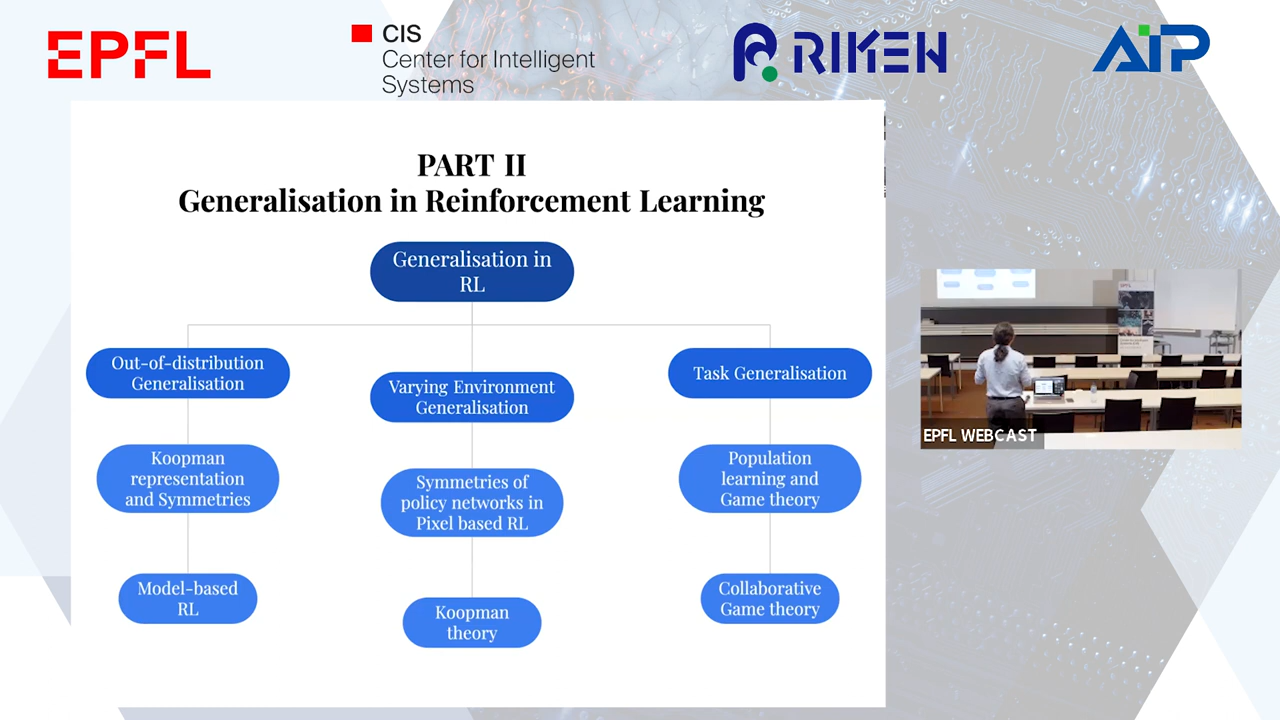 EPFL
CIS
Center for Intelligent
Systems
RIKEN
AIP
PART II
Generalisation in Reinforcement Learning
Generalisation in
RL
Out-of-distribution
Generalisation
Varying Environment
Generalisation
Task Generalisation
Koopman
representation
and Symmetries
Symmetries of
policy networks in
Pixel based RL
Population
learning and
Game theory
Model-based
RL
Koopman
theory
Collaborative
Game theory
EPFL
EPFL WEBCAST